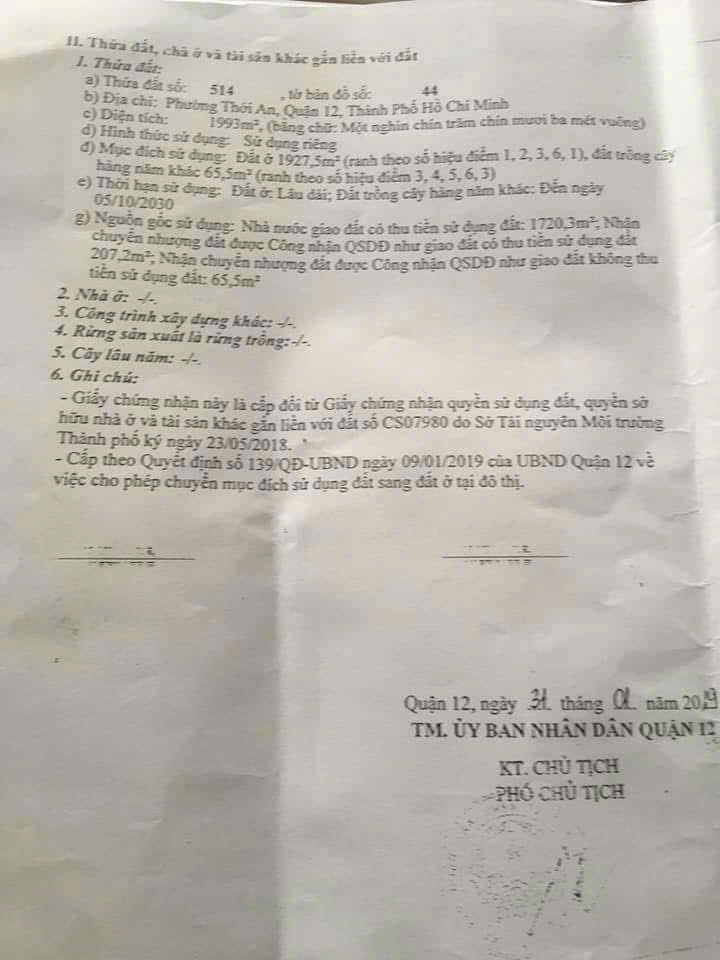 II. Thửa đất, nhà ở và tài sản khác gắn liền với đất
1. Thửa đất:
a) Thửa đất số: 514 , tờ bản đồ số: 44
b) Địa chỉ: Phường Thới An, Quận 12, Thành Phố Hồ Chí Minh
c) Diện tích: 1993m², (bằng chữ: Một nghìn chín trăm chín mươi ba mét vuông)
d) Hình thức sử dụng: Sử dụng riêng
đ) Mục đích sử dụng: Đất ở 1927,5m² (ranh theo số hiệu điểm 1, 2, 3, 6, 1), đất trồng cây
hàng năm khác 65,5m² (ranh theo số hiệu điểm 3, 4, 5, 6, 3)
e) Thời hạn sử dụng: Đất ở: Lâu dài; Đất trồng cây hàng năm khác: Đến ngày
05/10/2030
g) Nguồn gốc sử dụng: Nhà nước giao đất có thu tiền sử dụng đất: 1720,3m²; Nhận
chuyển nhượng đất được Công nhận QSDĐ như giao đất có thu tiền sử dụng đất
207,2m²; Nhận chuyển nhượng đất được Công nhận QSDĐ như giao đất không thu
tiền sử dụng đất: 65,5m²
2. Nhà ở: -/-.
3. Công trình xây dựng khác: -/-.
4. Rừng sản xuất là rừng trồng: -/-.
5. Cây lâu năm: -/-.
6. Ghi chú:
- Giấy chứng nhận này là cấp đổi từ Giấy chứng nhận quyền sử dụng đất, quyền sở
hữu nhà ở và tài sản khác gắn liền với đất số CS07980 do Sở Tài nguyên Môi trường
Thành phố ký ngày 23/05/2018.
- Cấp theo Quyết định số 139/QĐ-UBND ngày 09/01/2019 của UBND Quận 12 về
việc cho phép chuyển mục đích sử dụng đất sang đất ở tại đô thị.
Quận 12, ngày 31 tháng 01 năm 2019
TM. ỦY BAN NHÂN DÂN QUẬN 12
KT. CHỦ TỊCH
PHÓ CHỦ TỊCH